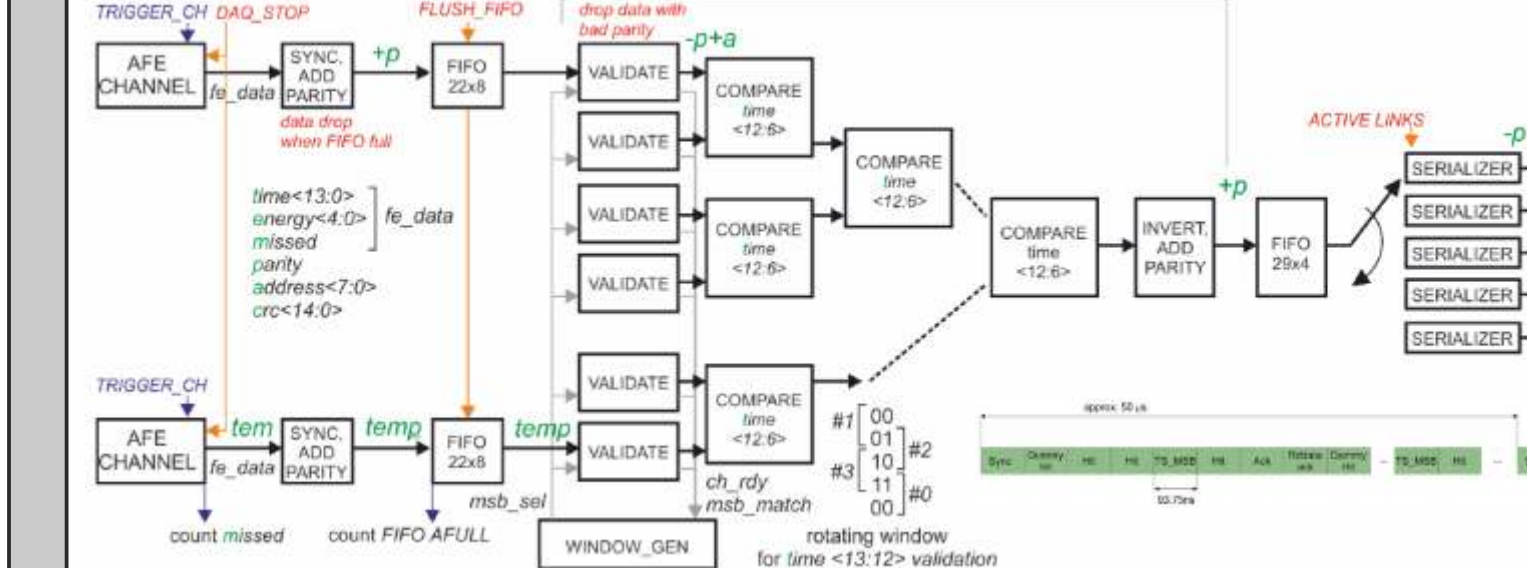 TRIGGER_CH DAQ_STOP
FLUSH_FIFO
drop data with
bad parity
AFE
CHANNEL
fe_data
SYNC,
ADD
PARITY
+p
FIFO
22x8
VALIDATE
-p+a
COMPARE
time
<12:6>
data drop
when FIFO full
VALIDATE
COMPARE
time
<12:6>
ACTIVE LINKS
-p
SERIALIZER
time<13:0>
energy<4:0>
missed
fe_data
parity
address<7:0>
crc<14:0>
VALIDATE
COMPARE
time
<12:6>
VALIDATE
COMPARE
time
<12:6>
INVERT,
ADD
PARITY
+p
FIFO
29x4
SERIALIZER
SERIALIZER
SERIALIZER
SERIALIZER
TRIGGER_CH
AFE
CHANNEL
tem
fe_data
SYNC,
ADD
PARITY
temp
FIFO
22x8
temp
VALIDATE
VALIDATE
COMPARE
time
<12:6>
#1
00
01
#2
10
#3
11
#0
00
approx. 50 µs
Sync
Dummy
Hit
Hit
TS_MSB
Hit
Ack
Dummy
Hit
...
TS_MSB
Hit
...
93.75ns
msb_sel
ch_rdy
msb_match
count missed
count FIFO AFULL
WINDOW_GEN
rotating window
for time <13:12> validation